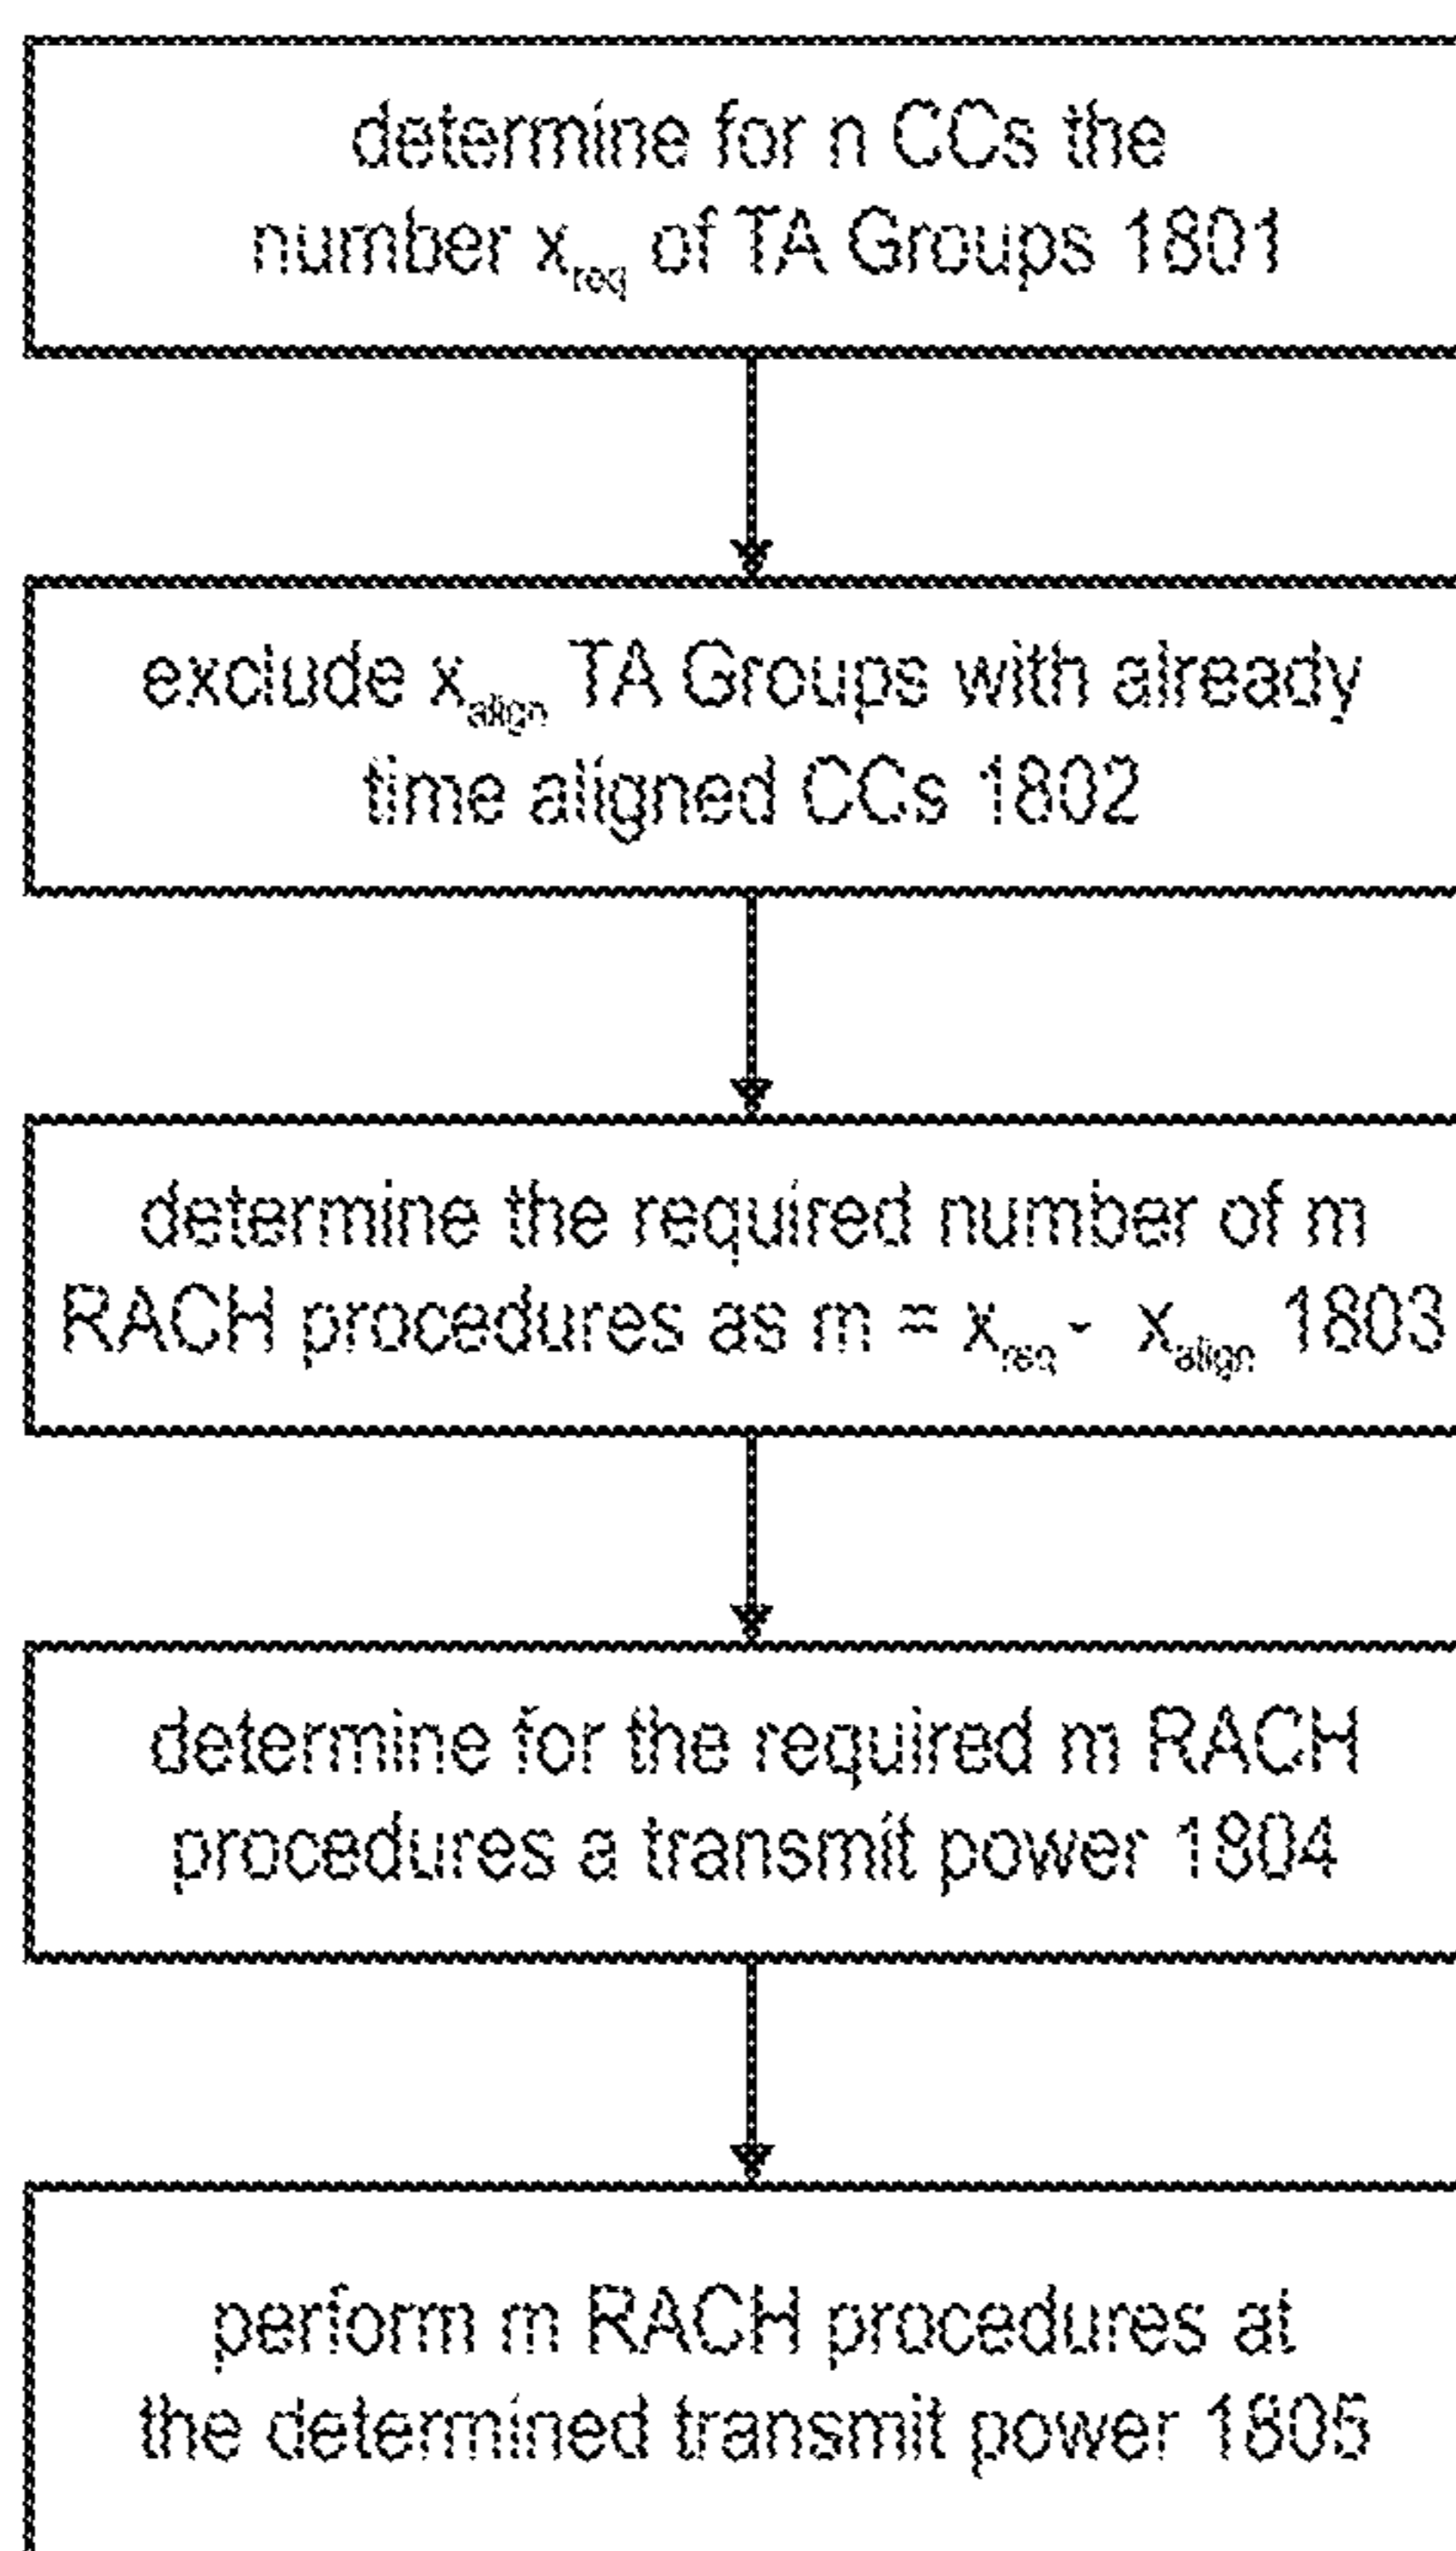 determine for n CCs the
number x_req of TA Groups 1801
exclude x_align TA Groups with already
time aligned CCs 1802
determine the required number of m
RACH procedures as m = x_req - x_align 1803
determine for the required m RACH
procedures a transmit power 1804
perform m RACH procedures at
the determined transmit power 1805